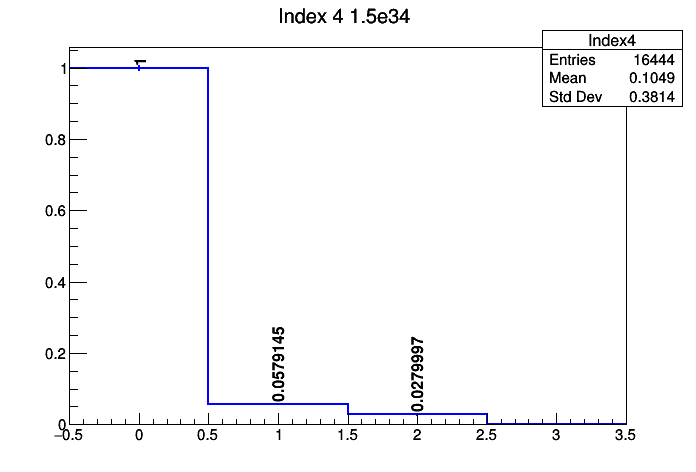 Index 4 1.5e34
Index4
Entries 16444
Mean 0.1049
Std Dev 0.3814
1
0.8
0.6
0.4
0.2
0
1
0.0579145
0.0279997
−0.5 0 0.5 1 1.5 2 2.5 3 3.5